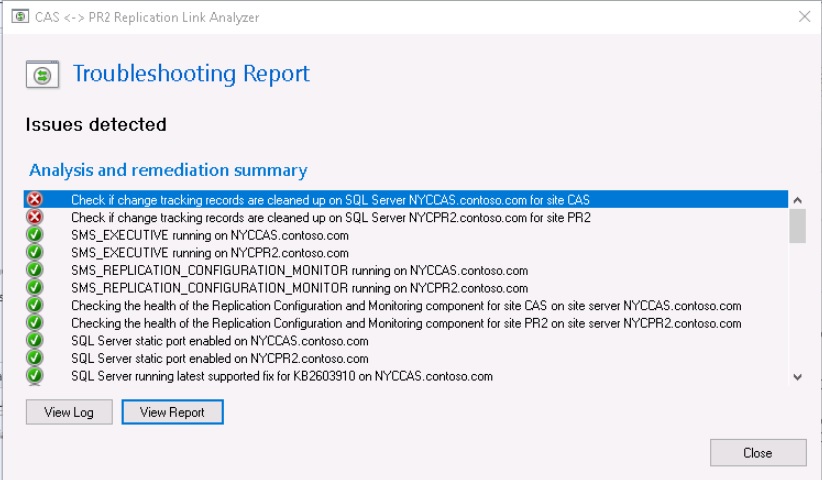 CAS <-> PR2 Replication Link Analyzer
Troubleshooting Report
Issues detected
Analysis and remediation summary
Check if change tracking records are cleaned up on SQL Server NYCCAS.contoso.com for site CAS
Check if change tracking records are cleaned up on SQL Server NYCPR2.contoso.com for site PR2
SMS_EXECUTIVE running on NYCCAS.contoso.com
SMS_EXECUTIVE running on NYCPR2.contoso.com
SMS_REPLICATION_CONFIGURATION_MONITOR running on NYCCAS.contoso.com
SMS_REPLICATION_CONFIGURATION_MONITOR running on NYCPR2.contoso.com
Checking the health of the Replication Configuration and Monitoring component for site CAS on site server NYCCAS.contoso.com
Checking the health of the Replication Configuration and Monitoring component for site PR2 on site server NYCPR2.contoso.com
SQL Server static port enabled on NYCCAS.contoso.com
SQL Server static port enabled on NYCPR2.contoso.com
SQL Server running latest supported fix for KB2603910 on NYCCAS.contoso.com
View Log
View Report
Close